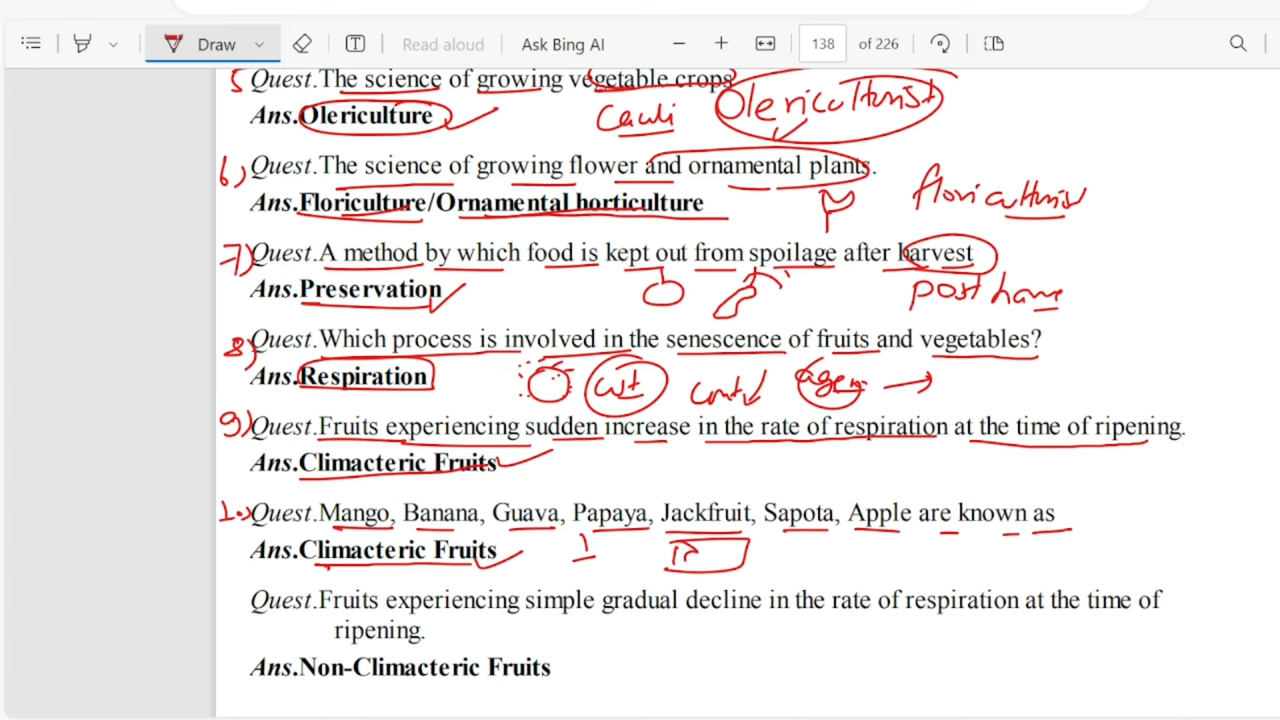 Draw
Read aloud
Ask Bing AI
138
of 226
5 Quest.The science of growing vegetable crops
Ans.Olericulture
Cauli
Olericulturist
6) Quest.The science of growing flower and ornamental plants.
Ans.Floriculture/Ornamental horticulture
floriculturist
7) Quest.A method by which food is kept out from spoilage after harvest
Ans.Preservation
post harve
8) Quest.Which process is involved in the senescence of fruits and vegetables?
Ans.Respiration
9) Quest.Fruits experiencing sudden increase in the rate of respiration at the time of ripening.
Ans.Climacteric Fruits
10) Quest.Mango, Banana, Guava, Papaya, Jackfruit, Sapota, Apple are known as
Ans.Climacteric Fruits
Quest.Fruits experiencing simple gradual decline in the rate of respiration at the time of
ripening.
Ans.Non-Climacteric Fruits